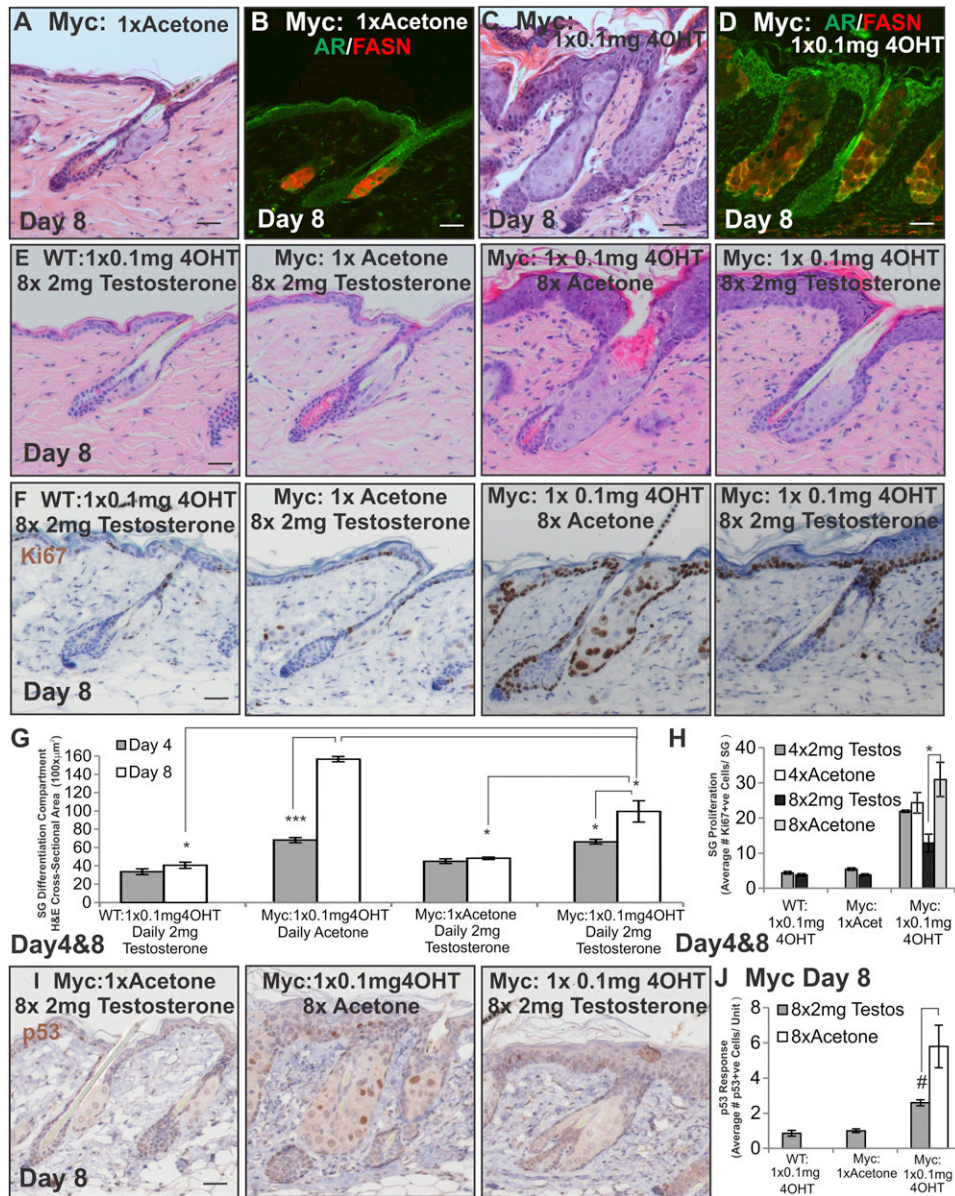 A Myc: 1xAcetone
Day 8
B Myc: 1xAcetone
AR/FASN
Day 8
C Myc:
1x0.1mg 4OHT
Day 8
D Myc: AR/FASN
1x0.1mg 4OHT
Day 8
E WT:1x0.1mg 4OHT
8x 2mg Testosterone
Day 8
Myc: 1x Acetone
8x 2mg Testosterone
Myc: 1x 0.1mg 4OHT
8x Acetone
Myc: 1x 0.1mg 4OHT
8x 2mg Testosterone
F WT:1x0.1mg 4OHT
8x 2mg Testosterone
Ki67
Day 8
Myc: 1x Acetone
8x 2mg Testosterone
Myc: 1x 0.1mg 4OHT
8x Acetone
Myc: 1x 0.1mg 4OHT
8x 2mg Testosterone
G
SG Differentiation Compartment
H&E Cross-Sectional Area (100xµm²)
160
140
120
100
80
60
40
20
0
Day 4
Day 8
*
***
*
*
*
WT:1x0.1mg4OHT
Daily 2mg
Testosterone
Myc:1x0.1mg4OHT
Daily Acetone
Myc:1xAcetone
Daily 2mg
Testosterone
Myc:1x0.1mg4OHT
Daily 2mg
Testosterone
Day4&8
H
SG Proliferation
(Average # Ki67+ve Cells/ SG)
40
30
20
10
0
4x2mg Testos
4xAcetone
8x2mg Testos
8xAcetone
*
WT:
1x0.1mg
4OHT
Myc:
1xAcet
Myc:
1x0.1mg
4OHT
Day4&8
I Myc:1xAcetone
8x 2mg Testosterone
p53
Day 8
Myc:1x0.1mg4OHT
8x Acetone
Myc: 1x 0.1mg 4OHT
8x 2mg Testosterone
J Myc Day 8
p53 Response
(Average # p53+ve Cells/ Unit )
8
6
4
2
0
8x2mg Testos
8xAcetone
#
WT:
1x0.1mg
4OHT
Myc:
1xAcetone
Myc:
1x0.1mg
4OHT